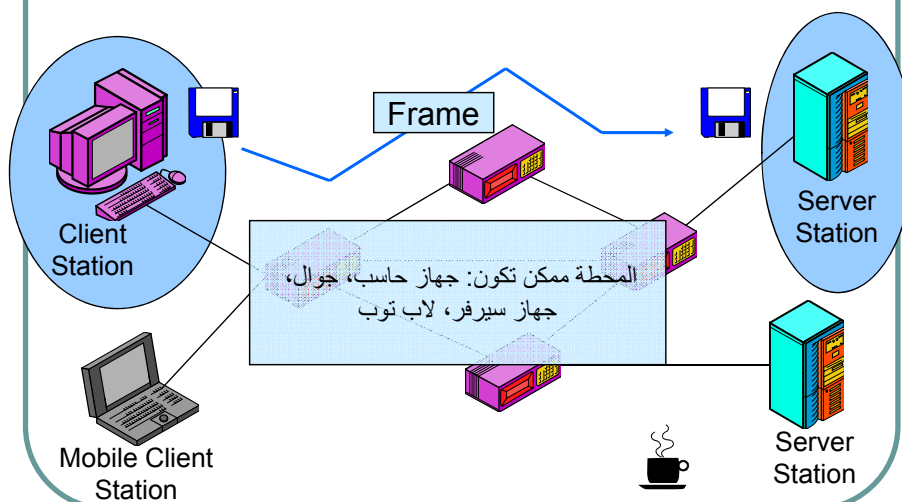 Frame
Client
Station
Server
Station
المحطة ممكن تكون: جهاز حاسب، جوال،
جهاز سيرفر، لاب توب
Mobile Client
Station
Server
Station